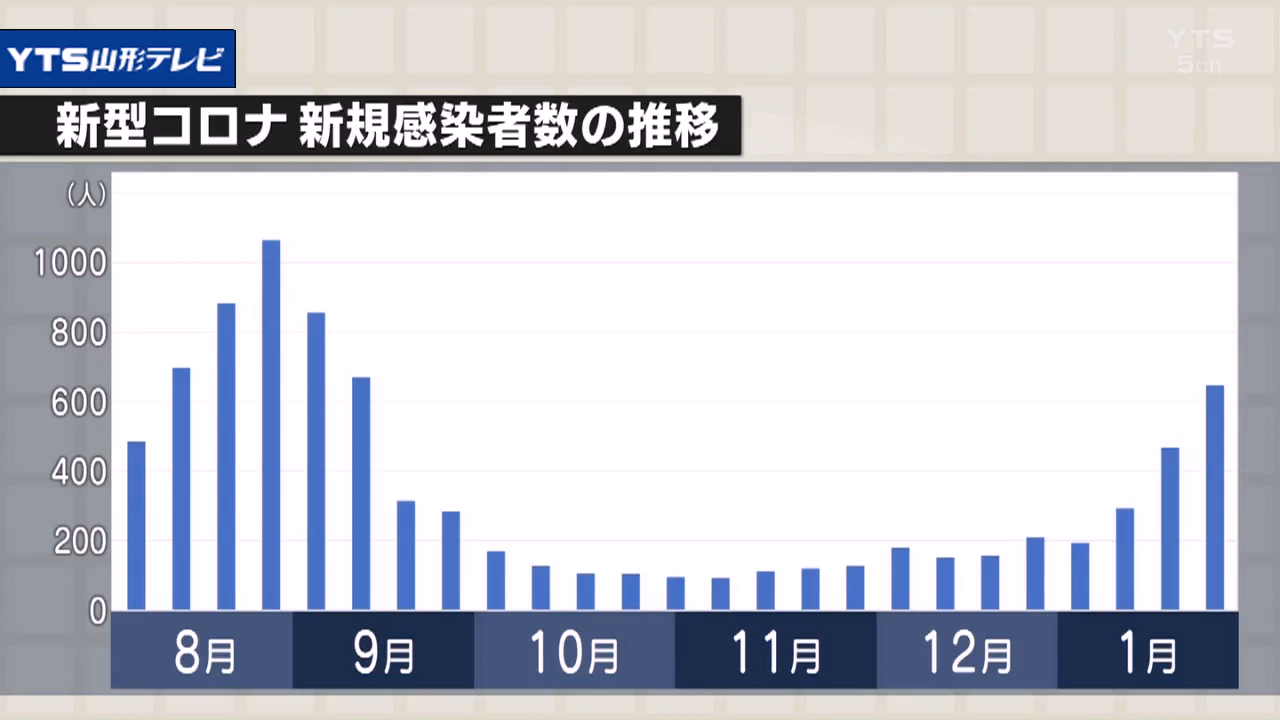 YTS山形テレビ
YTS
5ch
新型コロナ 新規感染者数の推移
(人)
1000
800
600
400
200
0
8月 9月 10月 11月 12月 1月